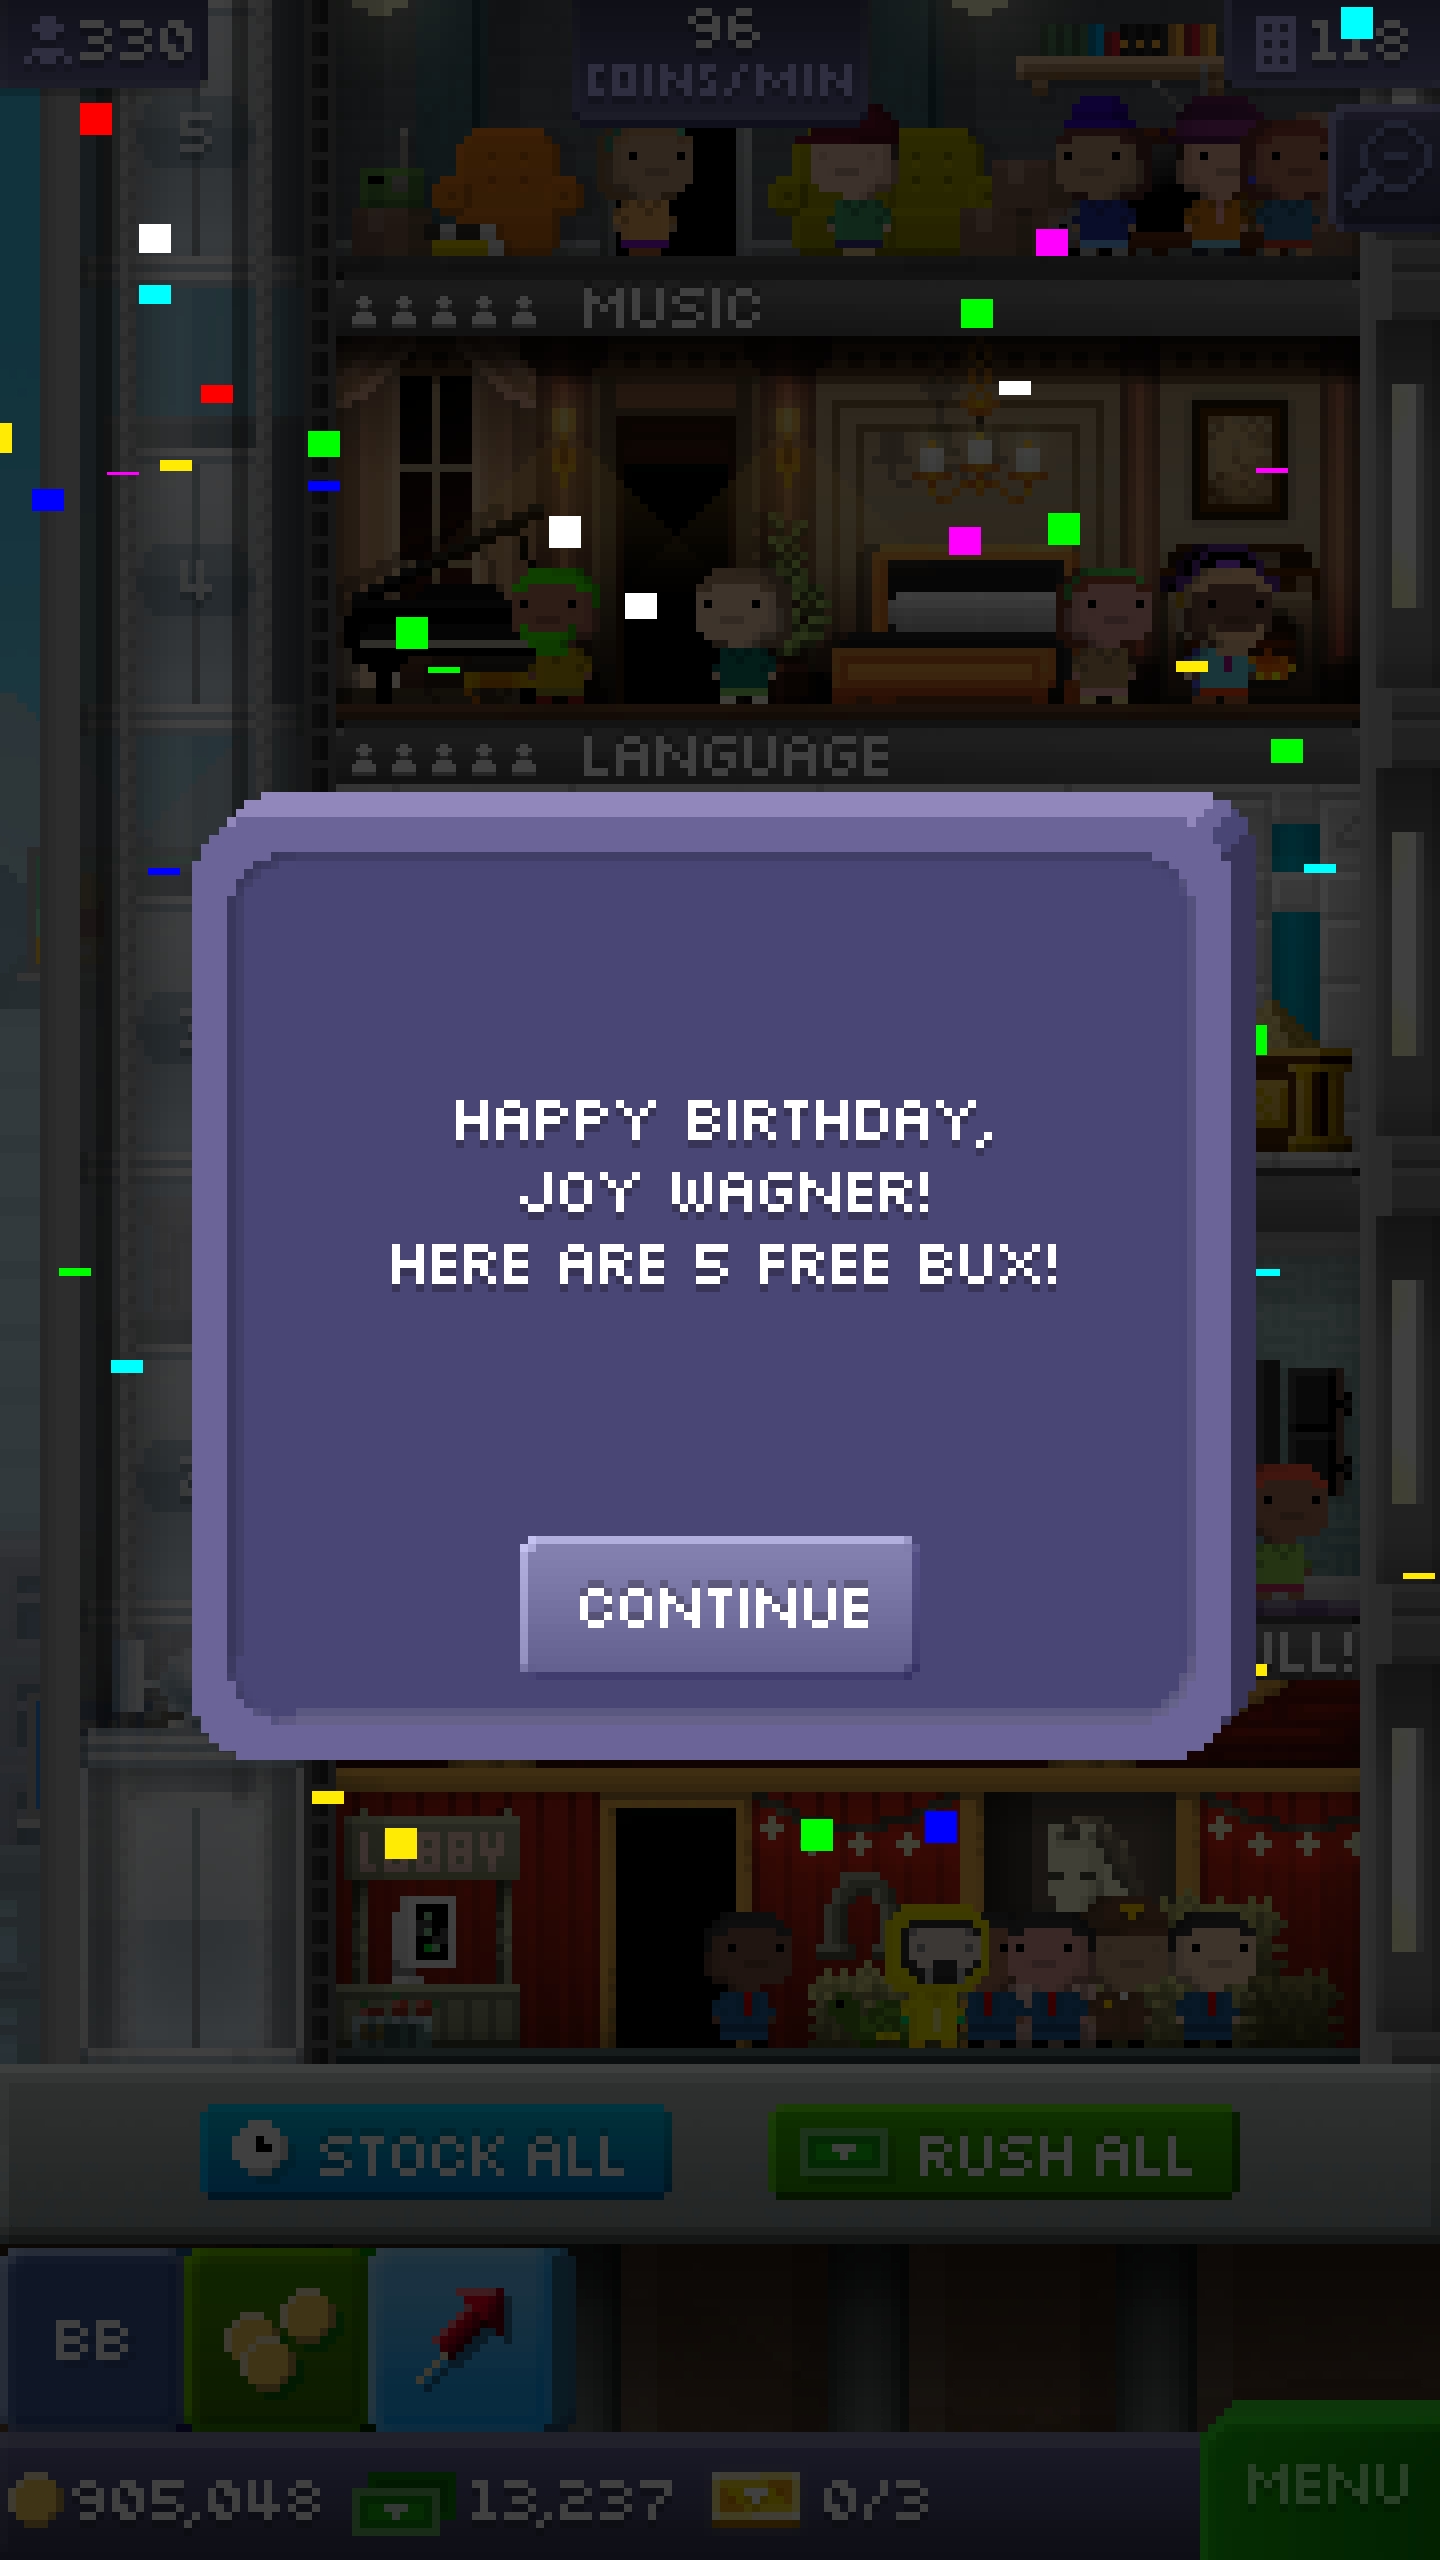 330
96
COINS/MIN
118
5
MUSIC
4
LANGUAGE
HAPPY BIRTHDAY,
JOY WAGNER!
HERE ARE 5 FREE BUX!
CONTINUE
LOBBY
STOCK ALL
RUSH ALL
BB
905,048
13,237
0/3
MENU